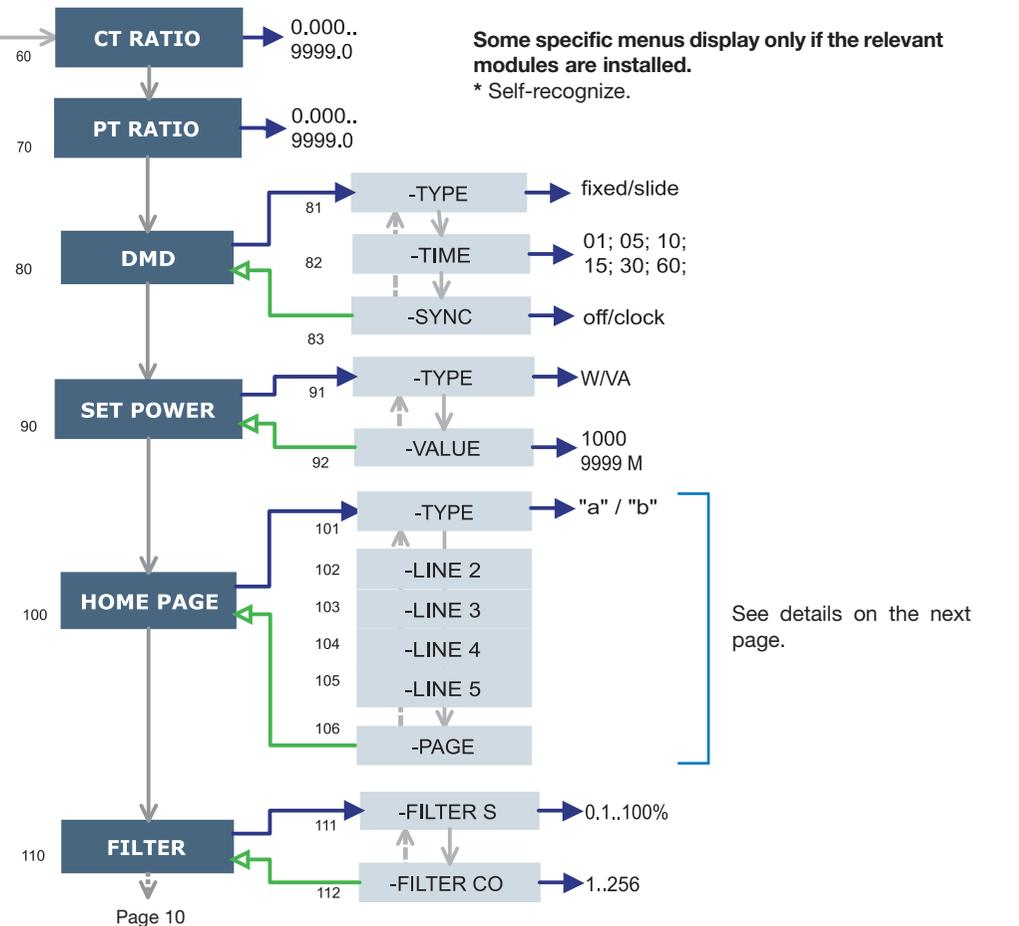 CT RATIO
60
0.000..
9999.0
Some specific menus display only if the relevant
modules are installed.
* Self-recognize.
PT RATIO
70
0.000..
9999.0
DMD
80
81
-TYPE
fixed/slide
82
-TIME
01; 05; 10;
15; 30; 60;
83
-SYNC
off/clock
SET POWER
90
91
-TYPE
W/VA
92
-VALUE
1000
9999 M
HOME PAGE
100
101
-TYPE
"a" / "b"
102
-LINE 2
103
-LINE 3
104
-LINE 4
105
-LINE 5
106
-PAGE
See details on the next
page.
FILTER
110
111
-FILTER S
0.1..100%
112
-FILTER CO
1..256
Page 10